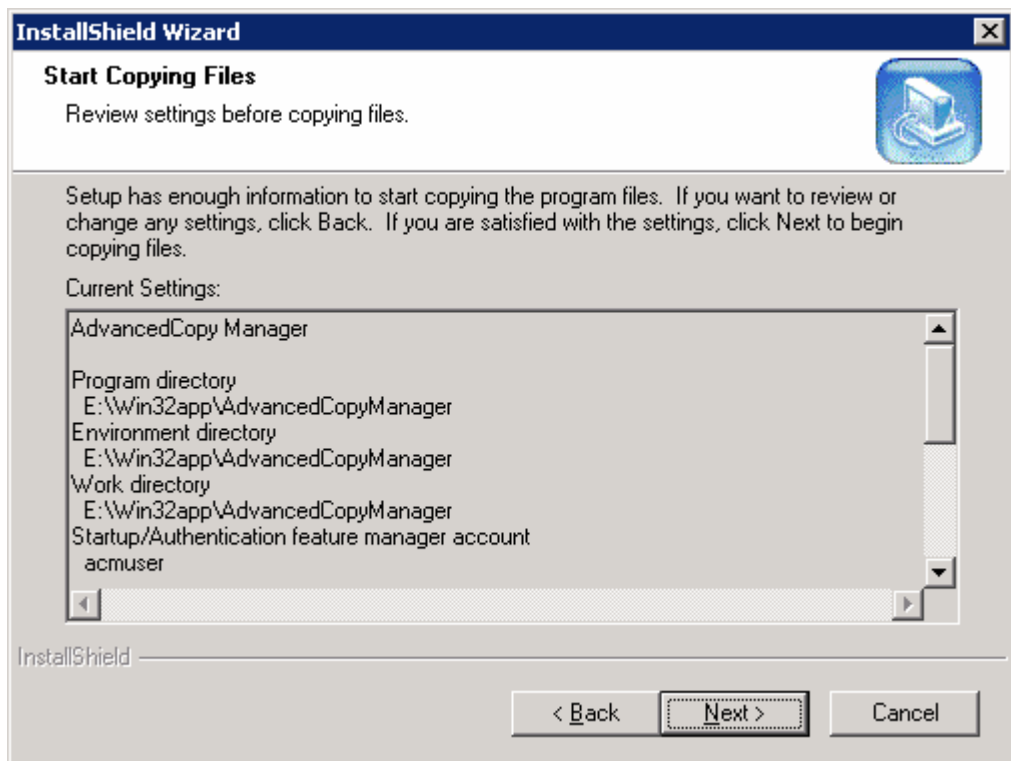 InstallShield Wizard
Start Copying Files
Review settings before copying files.
Setup has enough information to start copying the program files.  If you want to review or
change any settings, click Back.  If you are satisfied with the settings, click Next to begin
copying files.
Current Settings:
AdvancedCopy Manager
Program directory
E:\Win32app\AdvancedCopyManager
Environment directory
E:\Win32app\AdvancedCopyManager
Work directory
E:\Win32app\AdvancedCopyManager
Startup/Authentication feature manager account
acmuser
InstallShield
< Back Next > Cancel